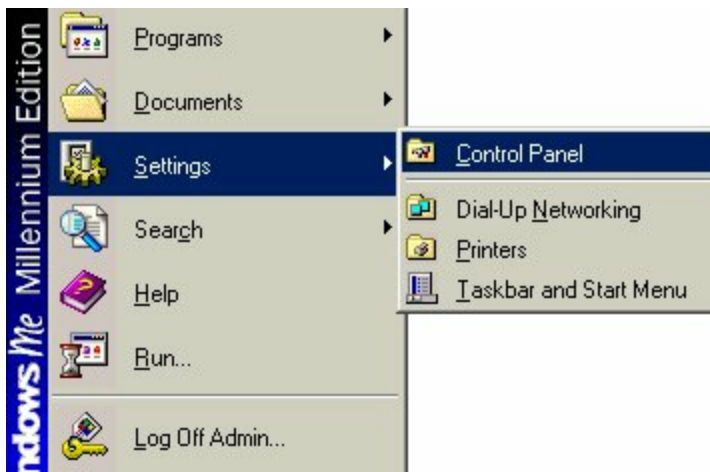 ndows Me Millennium Edition
Programs
Documents
Settings
Search
Help
Run...
Log Off Admin...
Control Panel
Dial-Up Networking
Printers
Taskbar and Start Menu